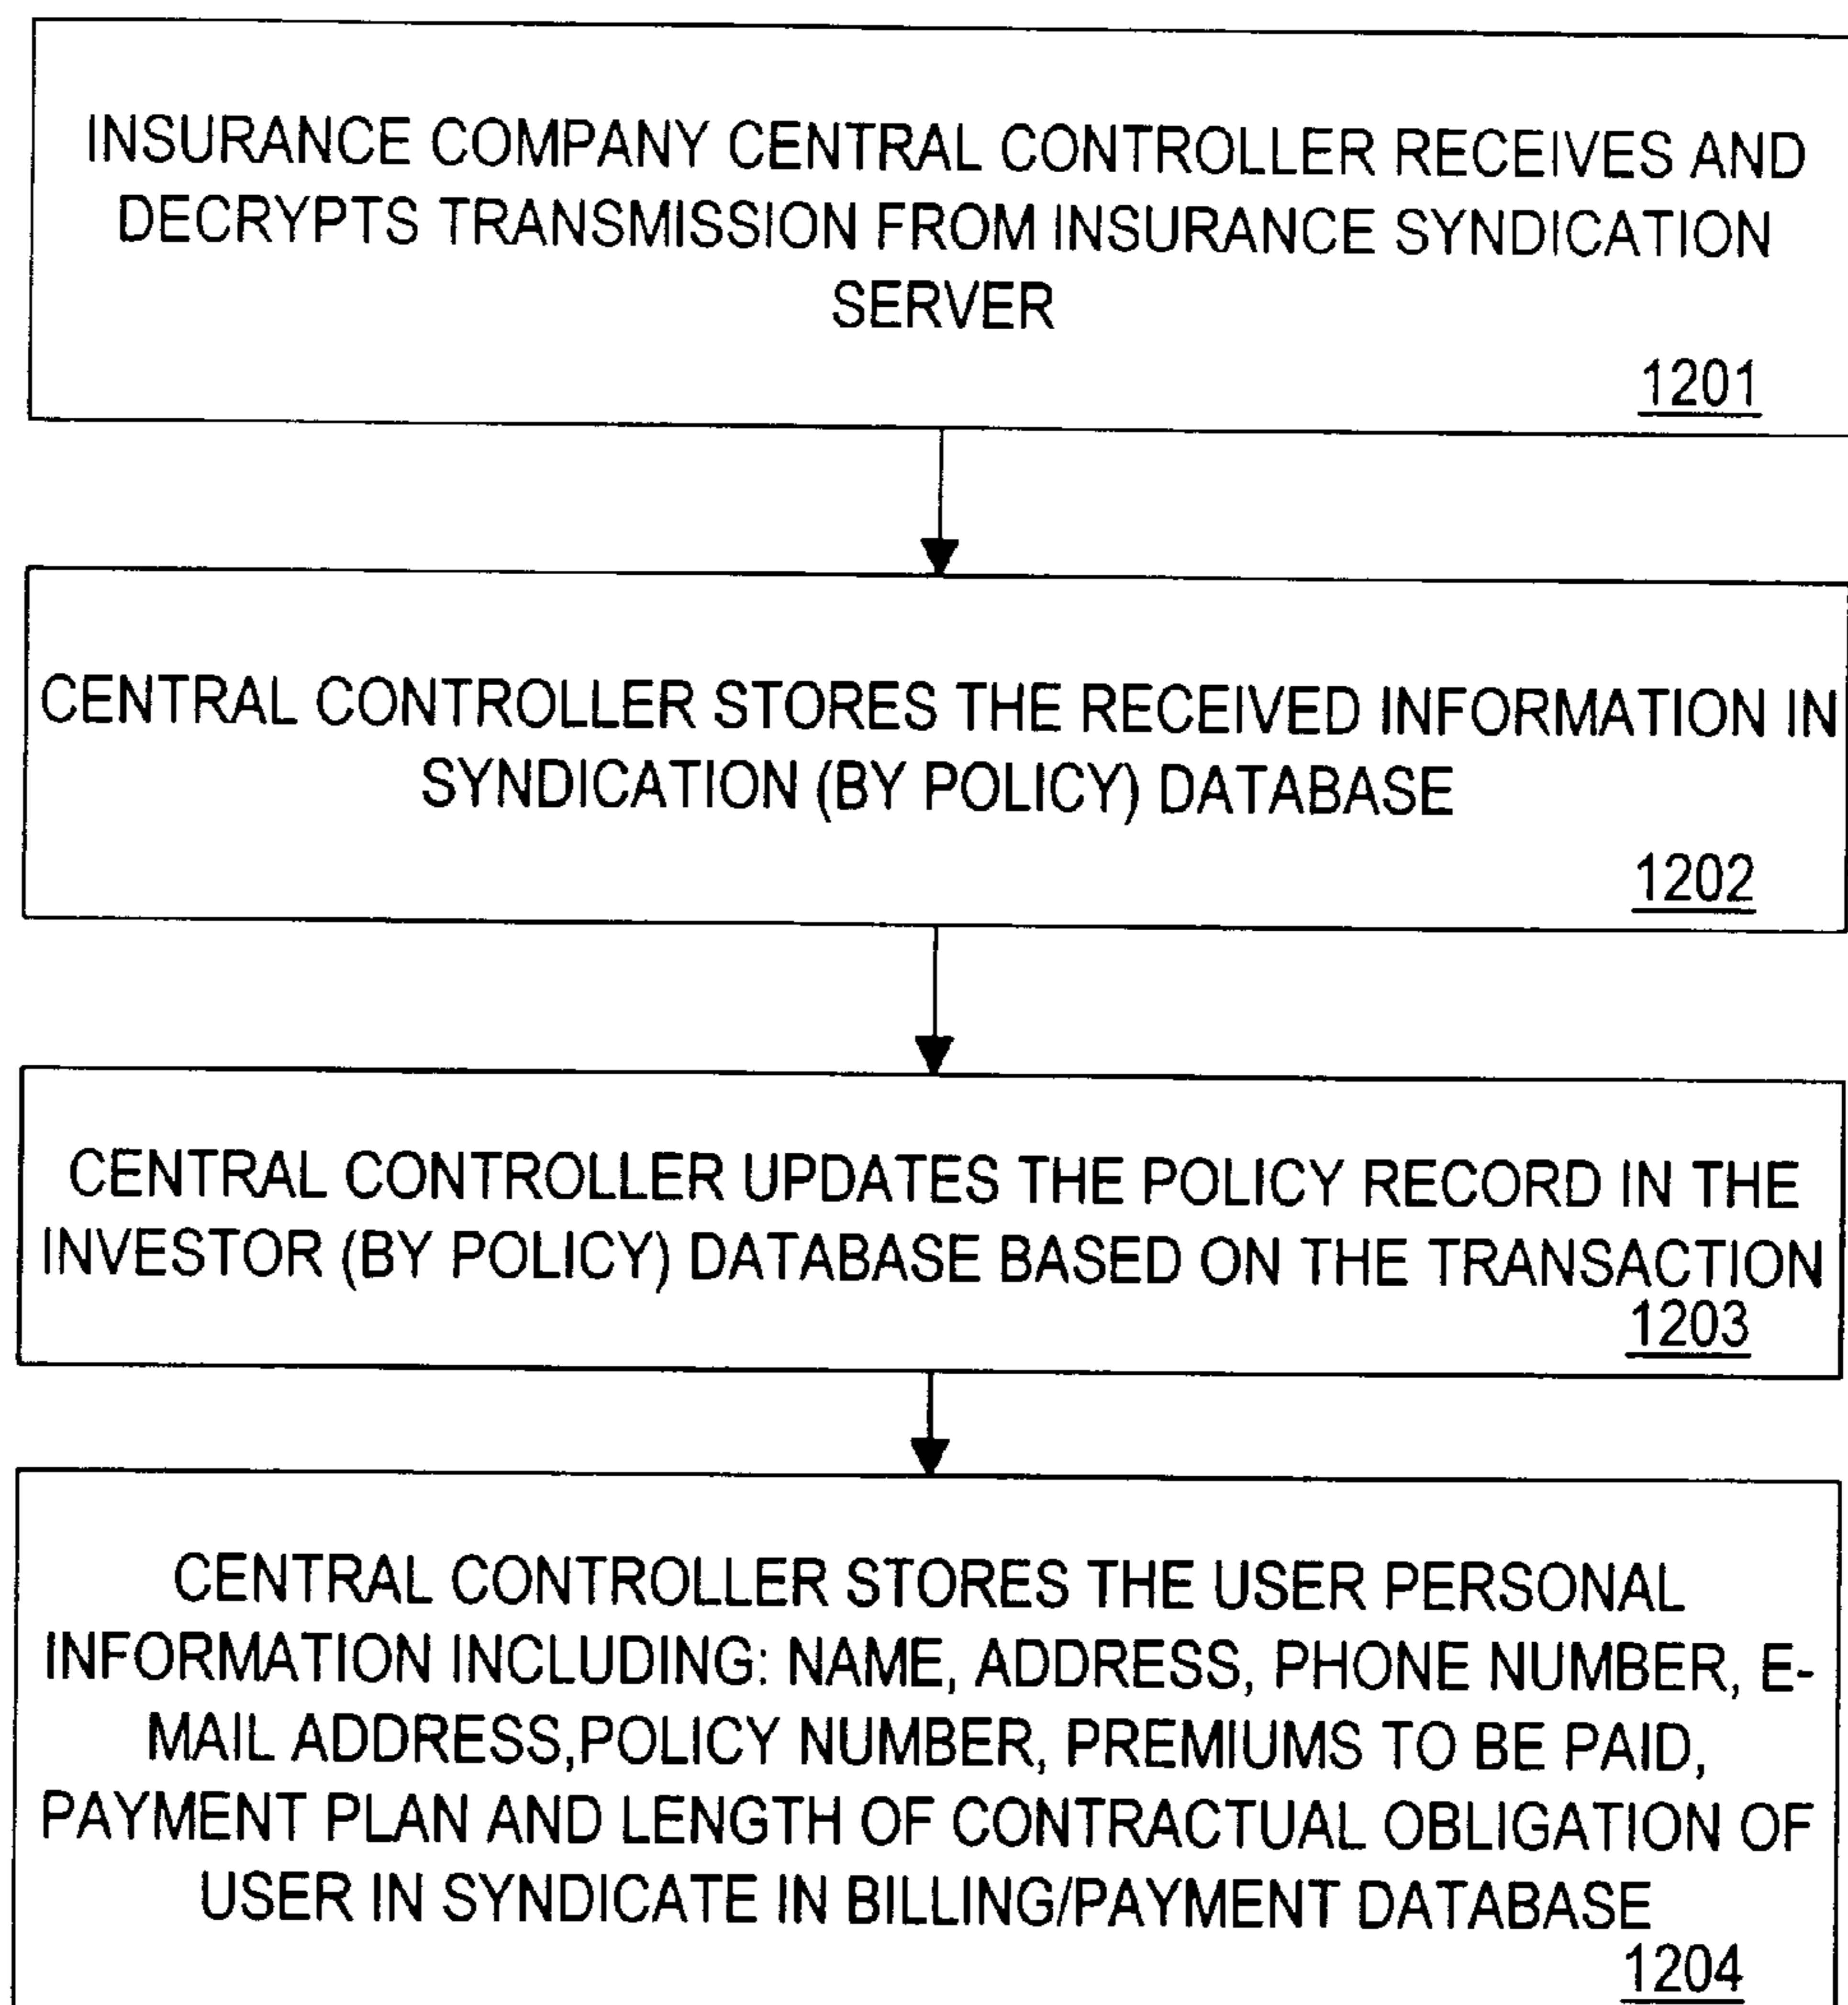 INSURANCE COMPANY CENTRAL CONTROLLER RECEIVES AND
DECRYPTS TRANSMISSION FROM INSURANCE SYNDICATION
SERVER
1201
CENTRAL CONTROLLER STORES THE RECEIVED INFORMATION IN
SYNDICATION (BY POLICY) DATABASE
1202
CENTRAL CONTROLLER UPDATES THE POLICY RECORD IN THE
INVESTOR (BY POLICY) DATABASE BASED ON THE TRANSACTION
1203
CENTRAL CONTROLLER STORES THE USER PERSONAL
INFORMATION INCLUDING: NAME, ADDRESS, PHONE NUMBER, E-
MAIL ADDRESS,POLICY NUMBER, PREMIUMS TO BE PAID,
PAYMENT PLAN AND LENGTH OF CONTRACTUAL OBLIGATION OF
USER IN SYNDICATE IN BILLING/PAYMENT DATABASE
1204